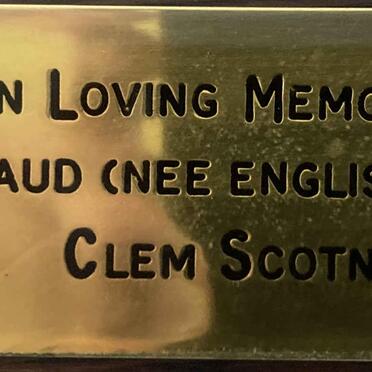 N LOVING MEMO
AUD (NEE ENGLIS
CLEM SCOTN